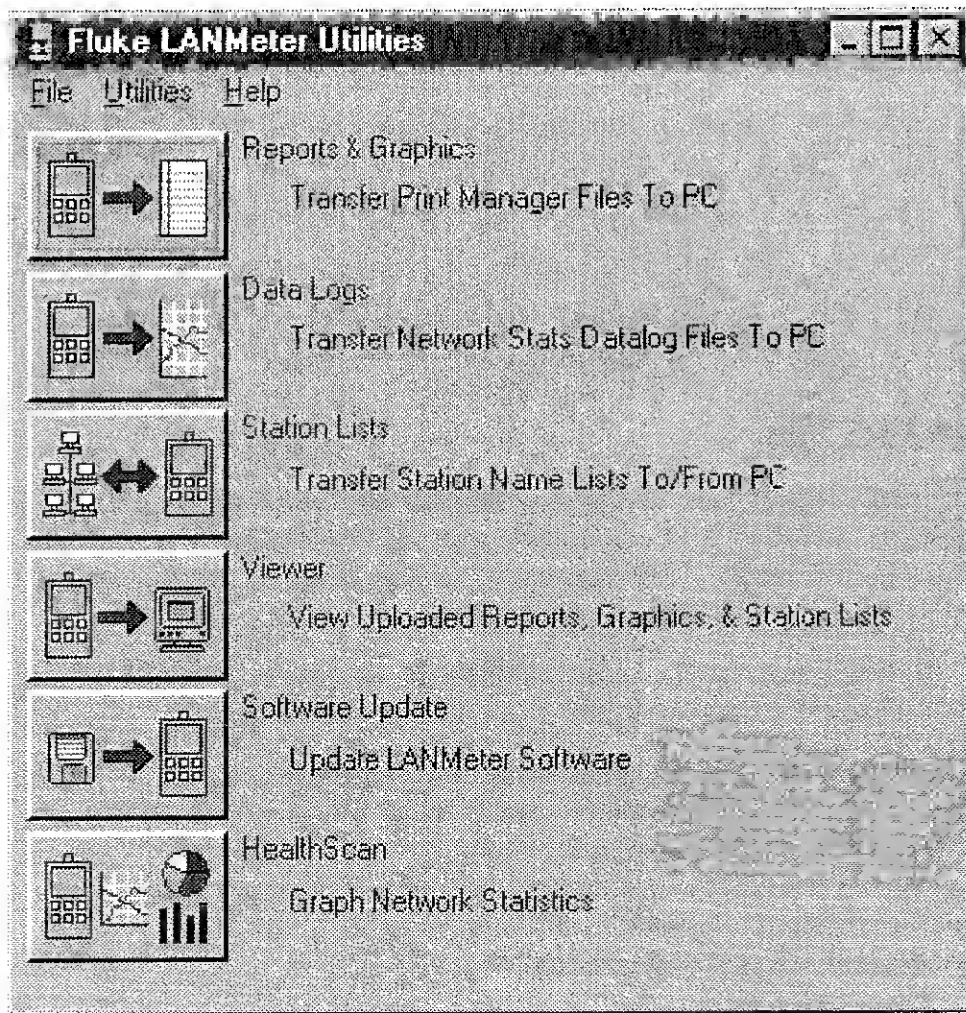 Fluke LANMeter Utilities
File Utilities Help
Reports & Graphics
Transfer Print Manager Files To PC
Data Logs
Transfer Network Stats Datalog Files To PC
Station Lists
Transfer Station Name Lists To/From PC
Viewer
View Uploaded Reports, Graphics, & Station Lists
Software Update
Update LANMeter Software
HealthScan
Graph Network Statistics